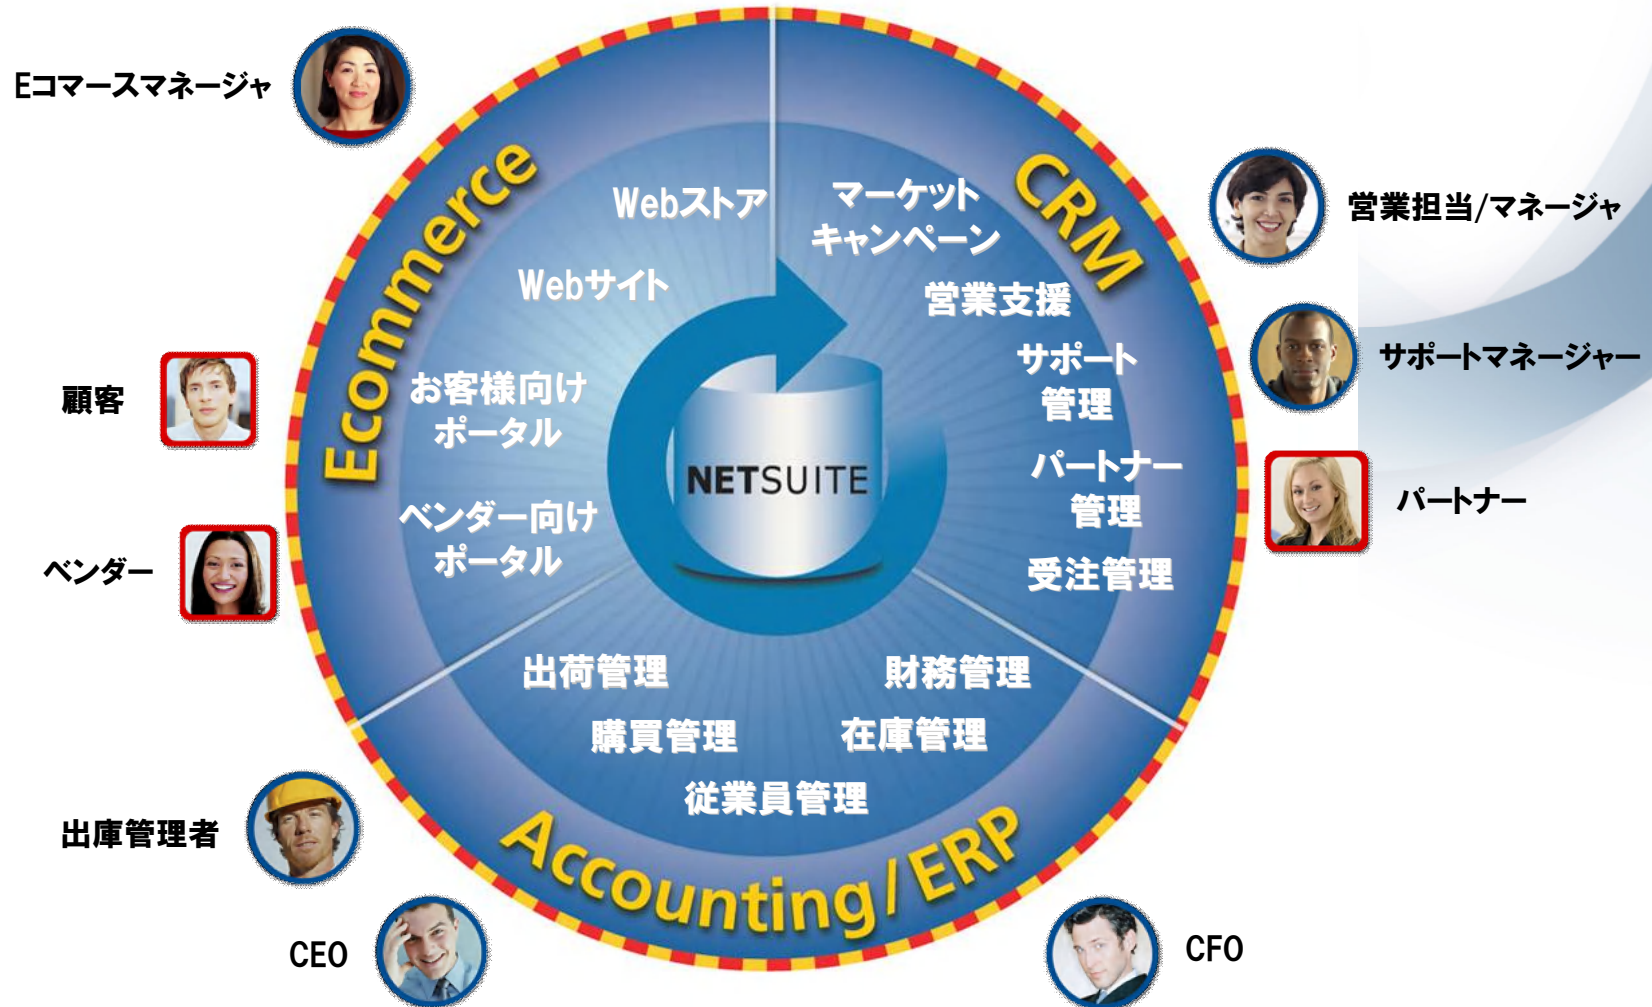 Eコマースマネージャ
Ecommerce
CRM
Webストア
マーケット
キャンペーン
営業担当/マネージャ
Webサイト
営業支援
サポート
管理
サポートマネージャー
顧客
お客様向け
ポータル
NETSUITE
パートナー
管理
パートナー
ベンダー
ベンダー向け
ポータル
受注管理
出荷管理
財務管理
購買管理
在庫管理
従業員管理
出庫管理者
Accounting/ERP
CEO
CFO